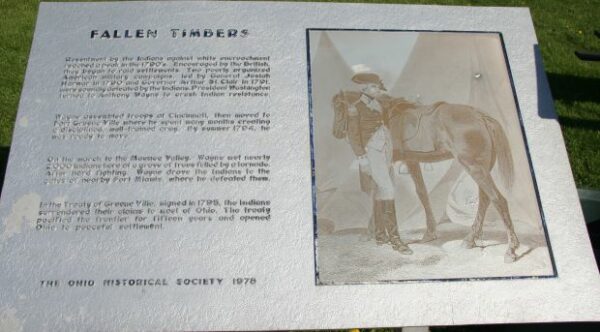 FALLEN TIMBERS
Resentment by the Indians against white encroachment
reached a peak in the 1790's. Encouraged by the British,
they began to raid settlements. Two poorly organized
American military campaigns, led by General Josiah
Harmar in 1790 and Governor Arthur St. Clair in 1791,
were soundly defeated by the Indians. President Washington
turned to Anthony Wayne to crush Indian resistance.
Wayne assembled troops at Cincinnati, then moved to
Fort Greene Ville where he spent many months creating
a disciplined, well-trained army. By summer 1794, he
was ready to move.
On the march to the Maumee Valley, Wayne met nearly
2000 Indians here at a grove of trees felled by a tornado.
After hard fighting, Wayne drove the Indians to the
gates of nearby Fort Miamis, where he defeated them.
In the Treaty of Greene Ville, signed in 1795, the Indians
surrendered their claims to most of Ohio. The treaty
pacified the frontier for fifteen years and opened
Ohio to peaceful settlement.
THE OHIO HISTORICAL SOCIETY 1978